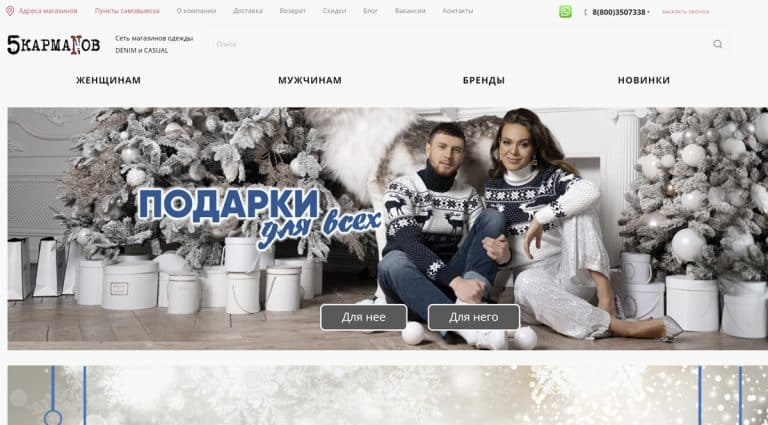 Адреса магазинов
Пункты самовывоза
О компании
Доставка
Возврат
Скидки
Блог
Вакансии
Контакты
8(800)3507338
ЗАКАЗАТЬ ЗВОНОК
5КАРМАНОВ
Сеть магазинов одежды
DENIM и CASUAL
Поиск
ЖЕНЩИНАМ
МУЖЧИНАМ
БРЕНДЫ
НОВИНКИ
ПОДАРКИ
для всех
Для нее
Для него